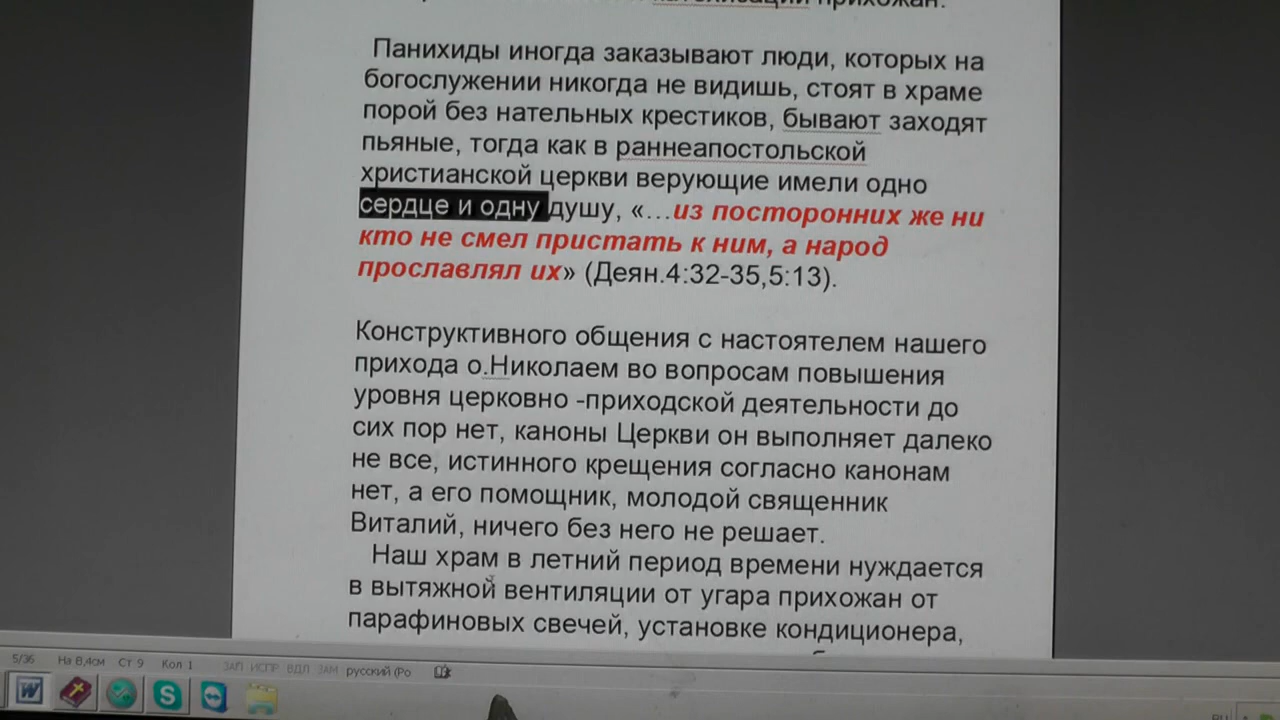 прихожан.
Панихиды иногда заказывают люди, которых на
богослужении никогда не видишь, стоят в храме
порой без нательных крестиков, бывают заходят
пьяные, тогда как в раннеапостольской
христианской церкви верующие имели одно
сердце и одну душу, «…из посторонних же ни
кто не смел пристать к ним, а народ
прославлял их» (Деян.4:32-35,5:13).
Конструктивного общения с настоятелем нашего
прихода о.Николаем во вопросам повышения
уровня церковно -приходской деятельности до
сих пор нет, каноны Церкви он выполняет далеко
не все, истинного крещения согласно канонам
нет, а его помощник, молодой священник
Виталий, ничего без него не решает.
Наш храм в летний период времени нуждается
в вытяжной вентиляции от угара прихожан от
парафиновых свечей, установке кондиционера,
5/36 На 8,4см Ст 9 Кол 1 ЗАП ИСПР ВДЛ ЗАМ русский (Ро
RU